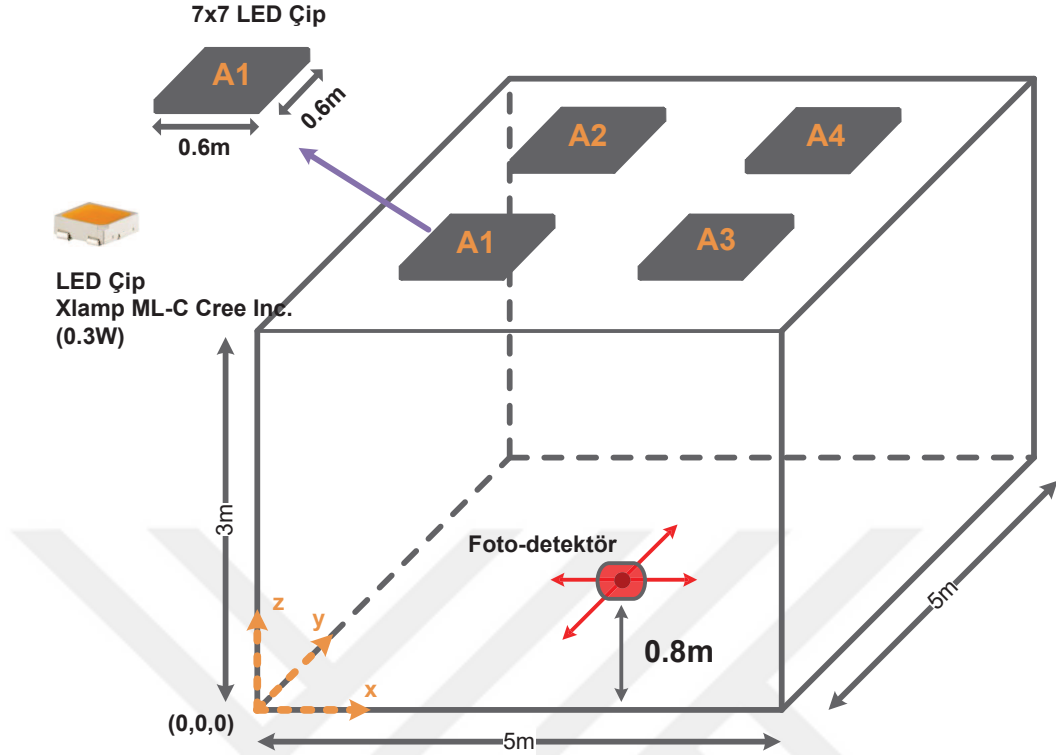 7x7 LED Çip
A1
0.6m
0.6m
A2
A4
A1
A3
LED Çip
Xlamp ML-C Cree Inc.
(0.3W)
3m
Foto-detektör
5m
z
y
0.8m
x
(0,0,0)
5m